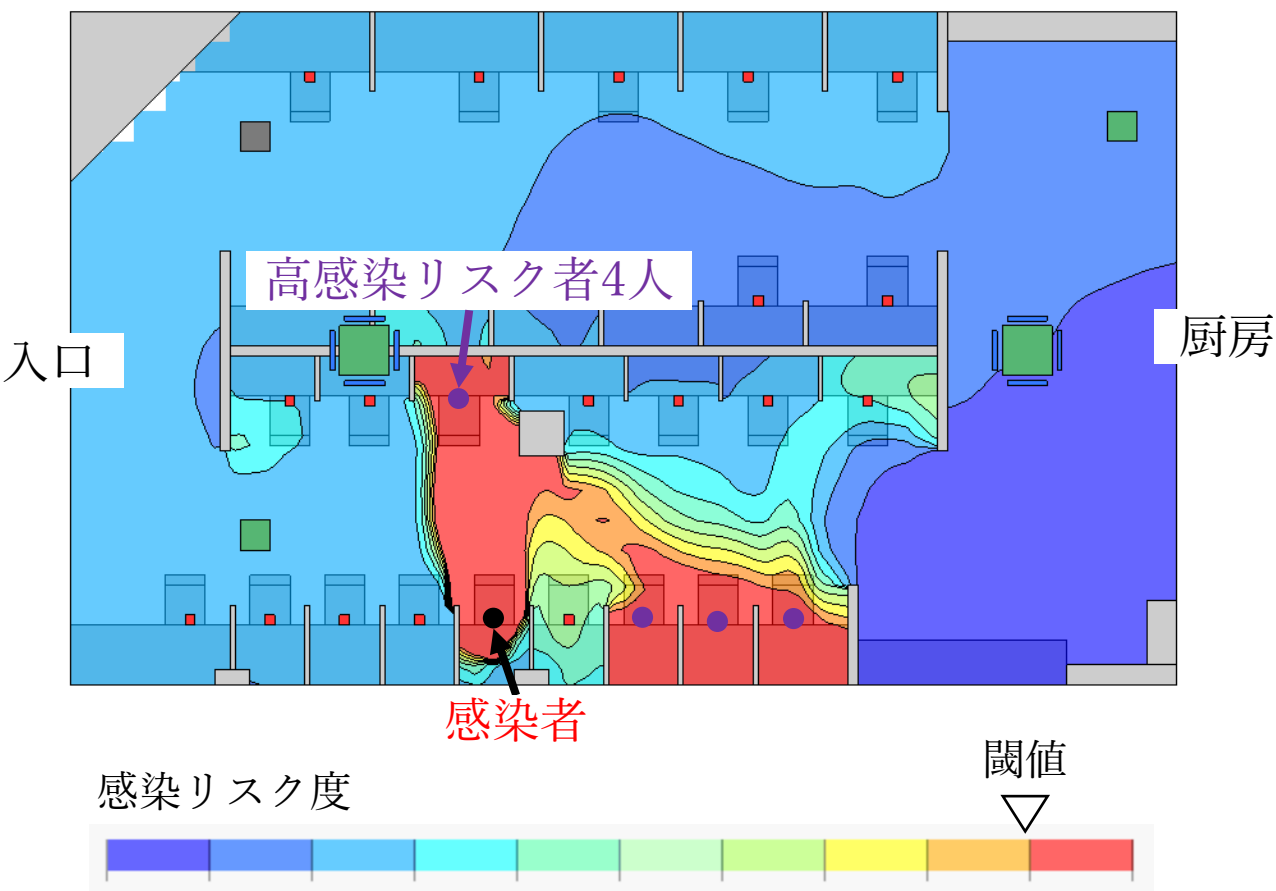 高感染リスク者4人
入口
厨房
感染者
閾値
感染リスク度